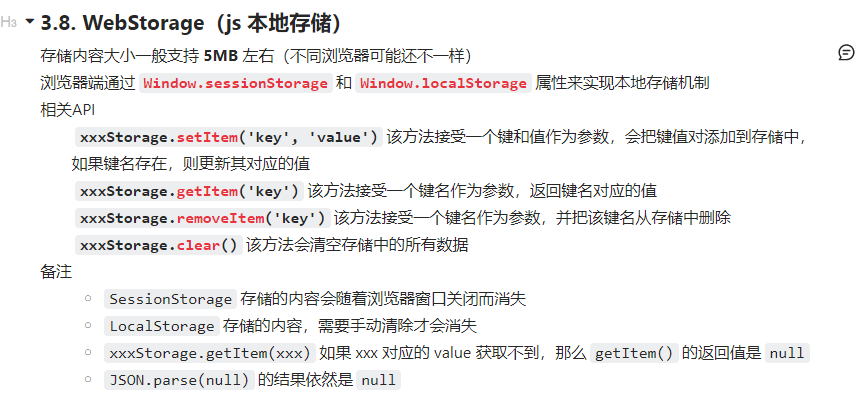 H3 3.8. WebStorage（js 本地存储）
存储内容大小一般支持 5MB 左右（不同浏览器可能还不一样）
浏览器端通过 Window.sessionStorage 和 Window.localStorage 属性来实现本地存储机制
相关API
xxxStorage.setItem('key', 'value') 该方法接受一个键和值作为参数，会把键值对添加到存储中，
如果键名存在，则更新其对应的值
xxxStorage.getItem('key') 该方法接受一个键名作为参数，返回键名对应的值
xxxStorage.removeItem('key') 该方法接受一个键名作为参数，并把该键名从存储中删除
xxxStorage.clear() 该方法会清空存储中的所有数据
备注
SessionStorage 存储的内容会随着浏览器窗口关闭而消失
LocalStorage 存储的内容，需要手动清除才会消失
xxxStorage.getItem(xxx) 如果 xxx 对应的 value 获取不到，那么 getItem() 的返回值是 null
JSON.parse(null) 的结果依然是 null